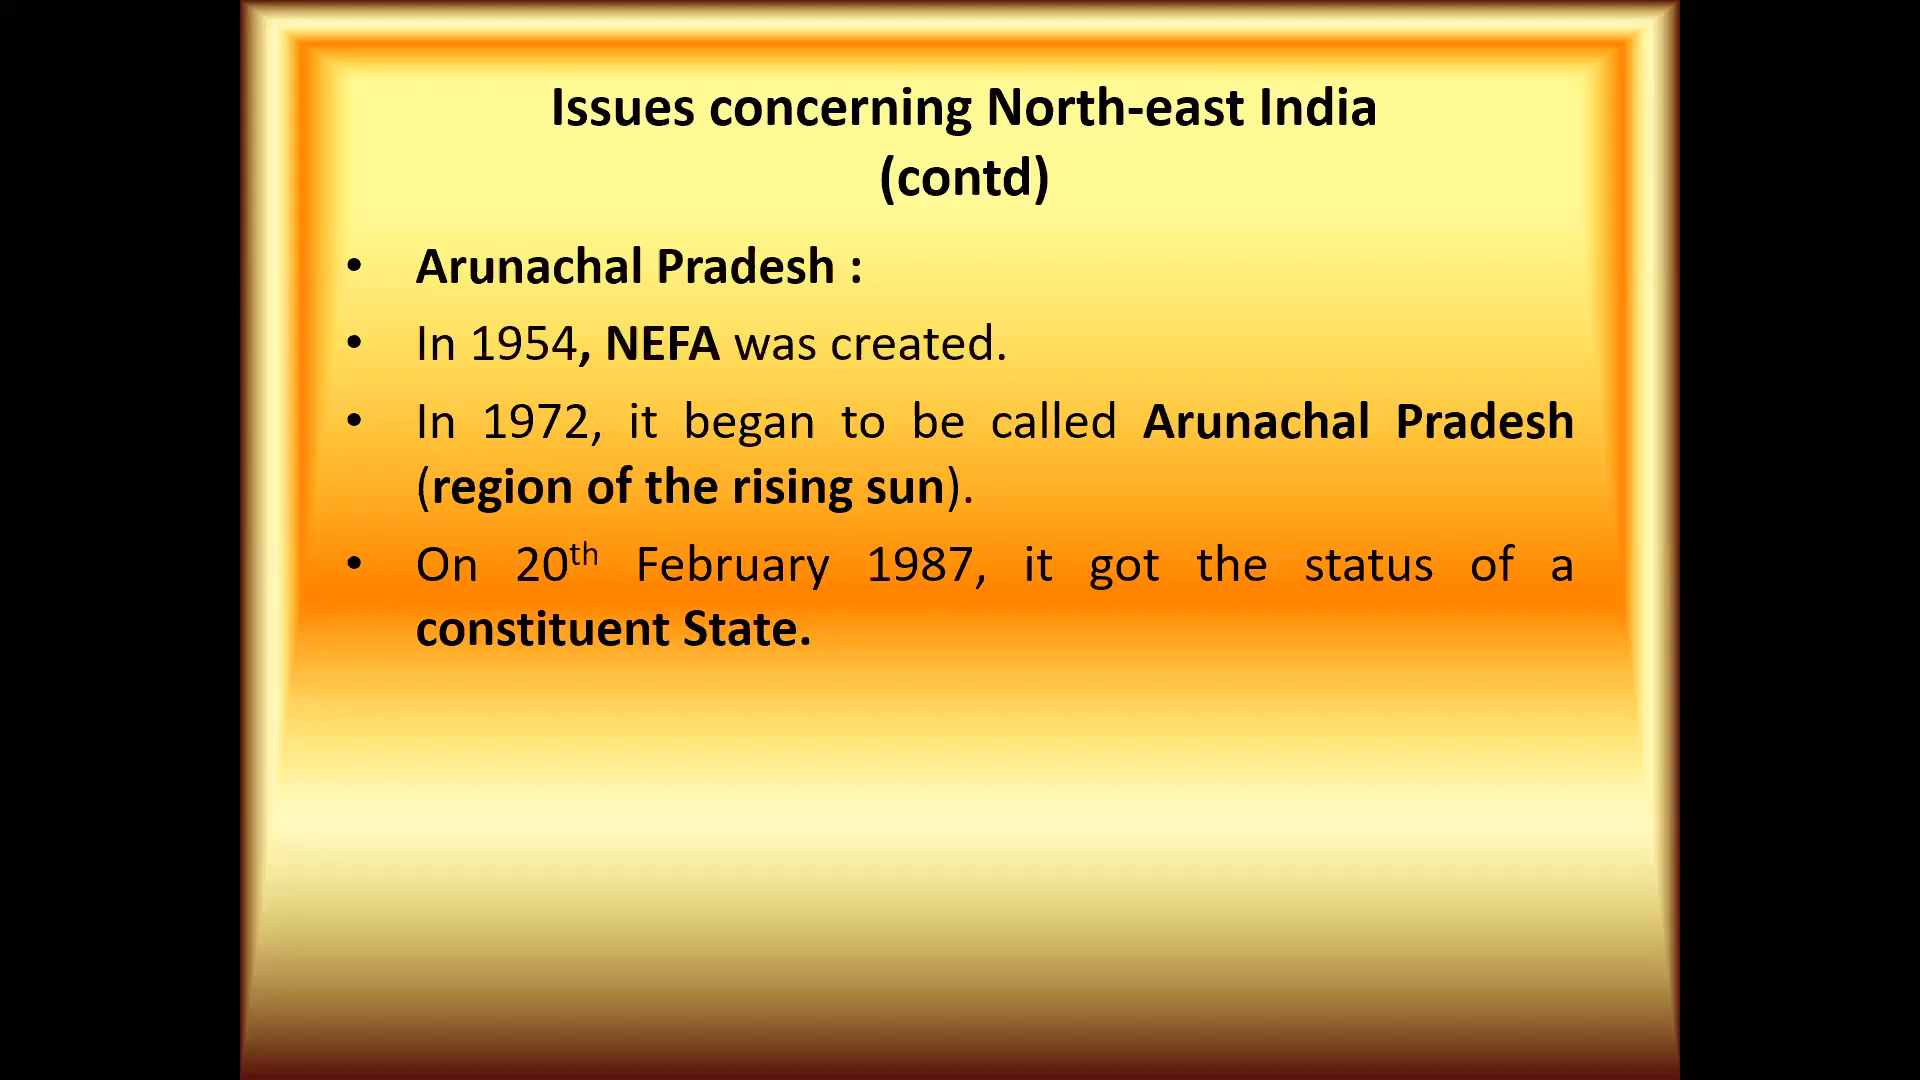 Issues concerning North-east India
(contd)
• Arunachal Pradesh :
• In 1954, NEFA was created.
• In 1972, it began to be called Arunachal Pradesh
(region of the rising sun).
• On 20th February 1987, it got the status of a
constituent State.